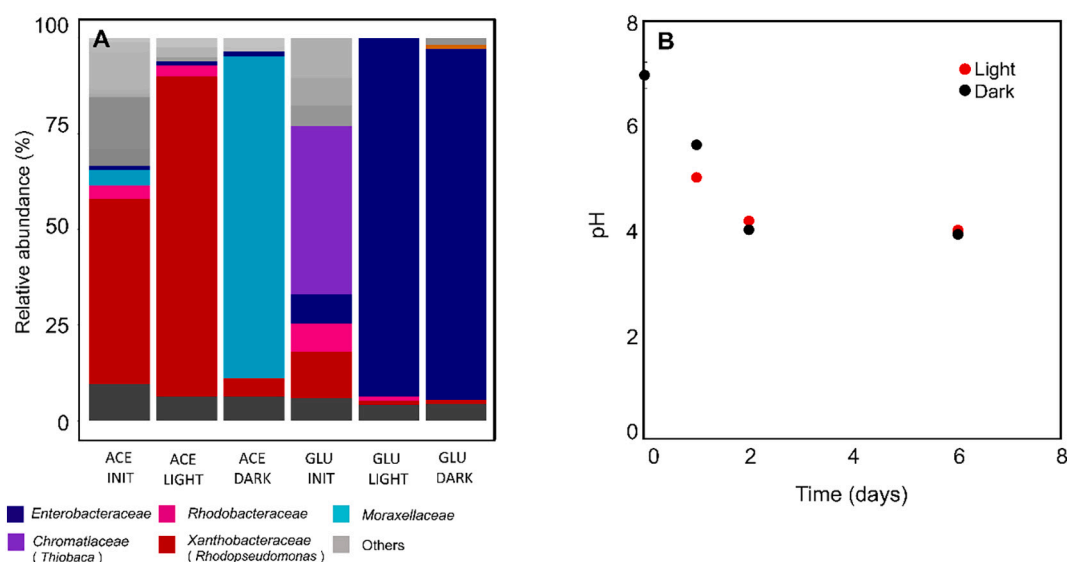 A
100
75
50
25
0
Relative abundance (%)
ACE INIT
ACE LIGHT
ACE DARK
GLU INIT
GLU LIGHT
GLU DARK
Enterobacteraceae
Rhodobacteraceae
Moraxellaceae
Chromatiaceae
( Thiobaca )
Xanthobacteraceae
( Rhodopseudomonas )
Others
B
8
6
4
2
0
pH
Light
Dark
0 2 4 6 8
Time (days)